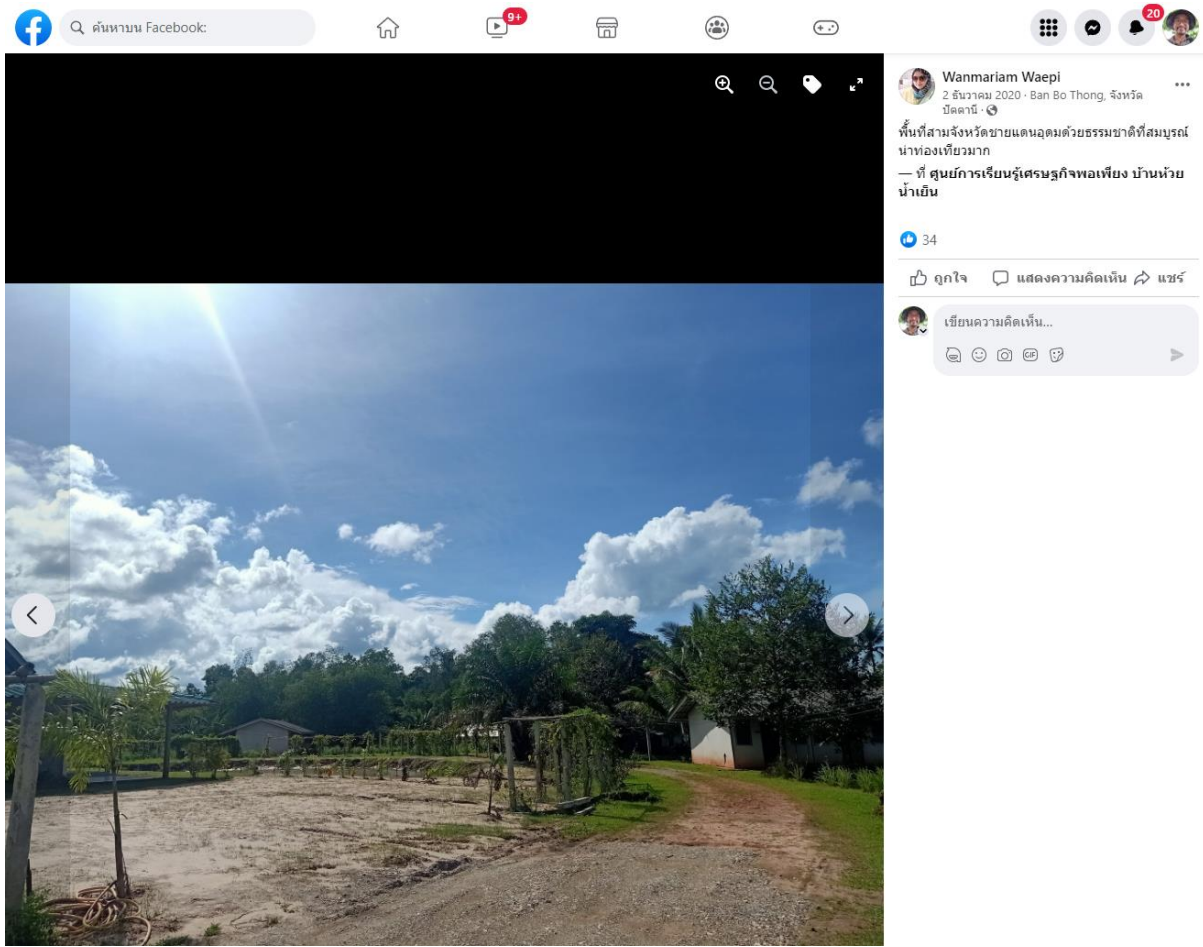 ค้นหาบน Facebook:
9+
20
Wanmariam Waepi
2 ธันวาคม 2020 · Ban Bo Thong, จังหวัด
ปัตตานี ·
พื้นที่สามจังหวัดชายแดนอุดมด้วยธรรมชาติที่สมบูรณ์
น่าท่องเทียวมาก
— ที่ ศูนย์การเรียนรู้เศรษฐกิจพอเพียง บ้านห้วย
น้ำเย็น
34
ถูกใจ
แสดงความคิดเห็น
แชร์
เขียนความคิดเห็น...
GIF